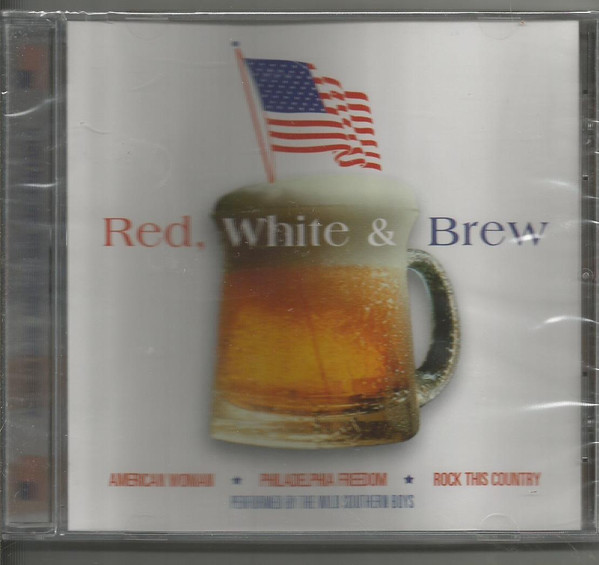 Red, White & Brew
AMERICAN WOMAN ★ PHILADELPHIA FREEDOM ★ ROCK THIS COUNTRY
PERFORMED BY THE WILD SOUTHERN BOYS